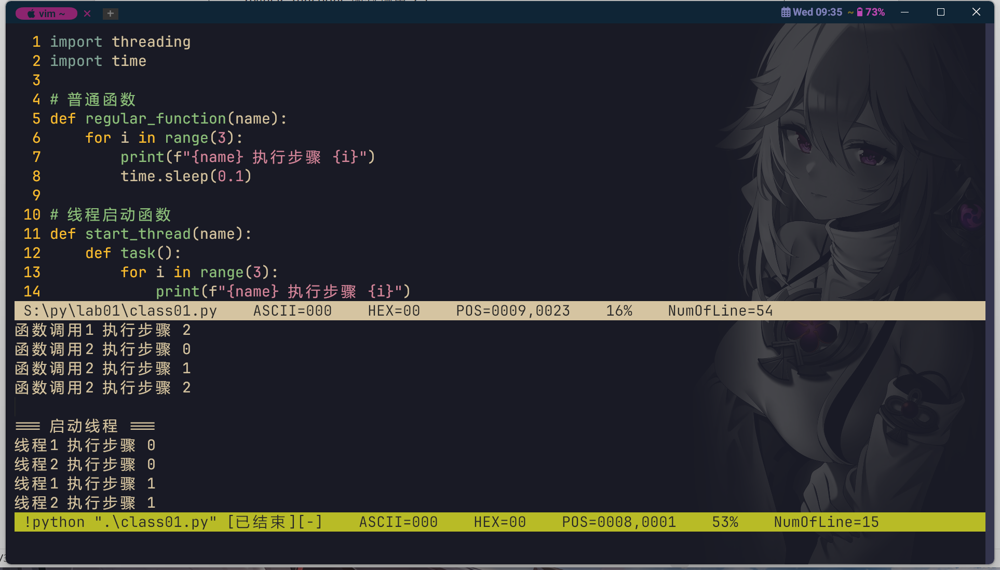 vim ~ × +
Wed 09:35 ~ 73%
1 import threading
2 import time
3
4 # 普通函数
5 def regular_function(name):
6     for i in range(3):
7         print(f"{name} 执行步骤 {i}")
8         time.sleep(0.1)
9
10 # 线程启动函数
11 def start_thread(name):
12     def task():
13         for i in range(3):
14             print(f"{name} 执行步骤 {i}")
S:\py\lab01\class01.py ASCII=000 HEX=00 POS=0009,0023 16% NumOfLine=54
函数调用1 执行步骤 2
函数调用2 执行步骤 0
函数调用2 执行步骤 1
函数调用2 执行步骤 2
=== 启动线程 ===
线程1 执行步骤 0
线程2 执行步骤 0
线程1 执行步骤 1
线程2 执行步骤 1
!python ".\class01.py" [已结束][-] ASCII=000 HEX=00 POS=0008,0001 53% NumOfLine=15